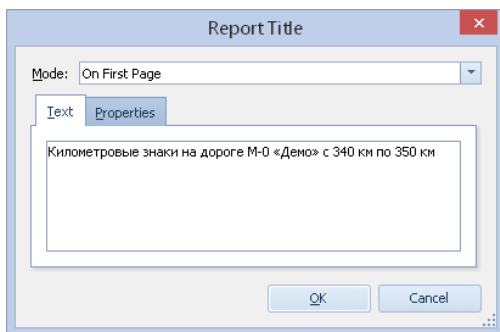 Report Title
Mode: On First Page
Text Properties
Километровые знаки на дороге М-0 «Демо» с 340 км по 350 км
OK Cancel